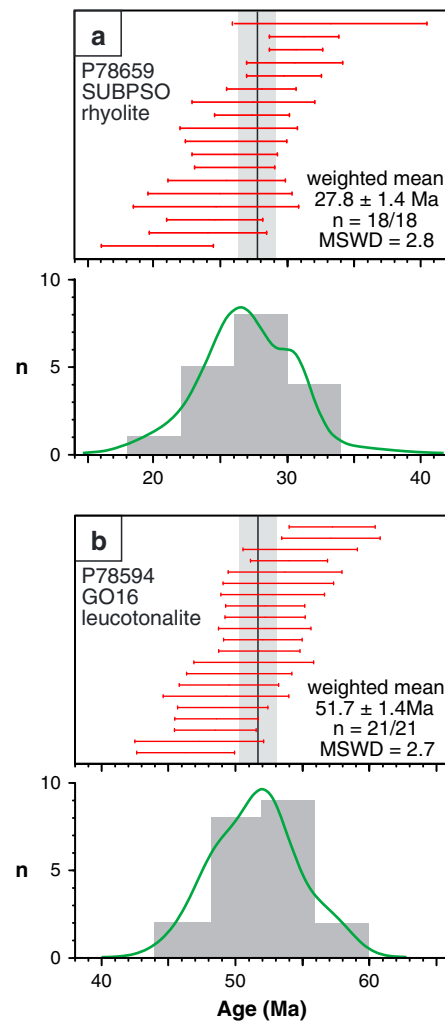 a
P78659
SUBPSO
rhyolite
weighted mean
27.8 ± 1.4 Ma
n = 18/18
MSWD = 2.8
10
n
5
0
20 30 40
b
P78594
GO16
leucotonalite
weighted mean
51.7 ± 1.4Ma
n = 21/21
MSWD = 2.7
10
n
5
0
40 50 60
Age (Ma)